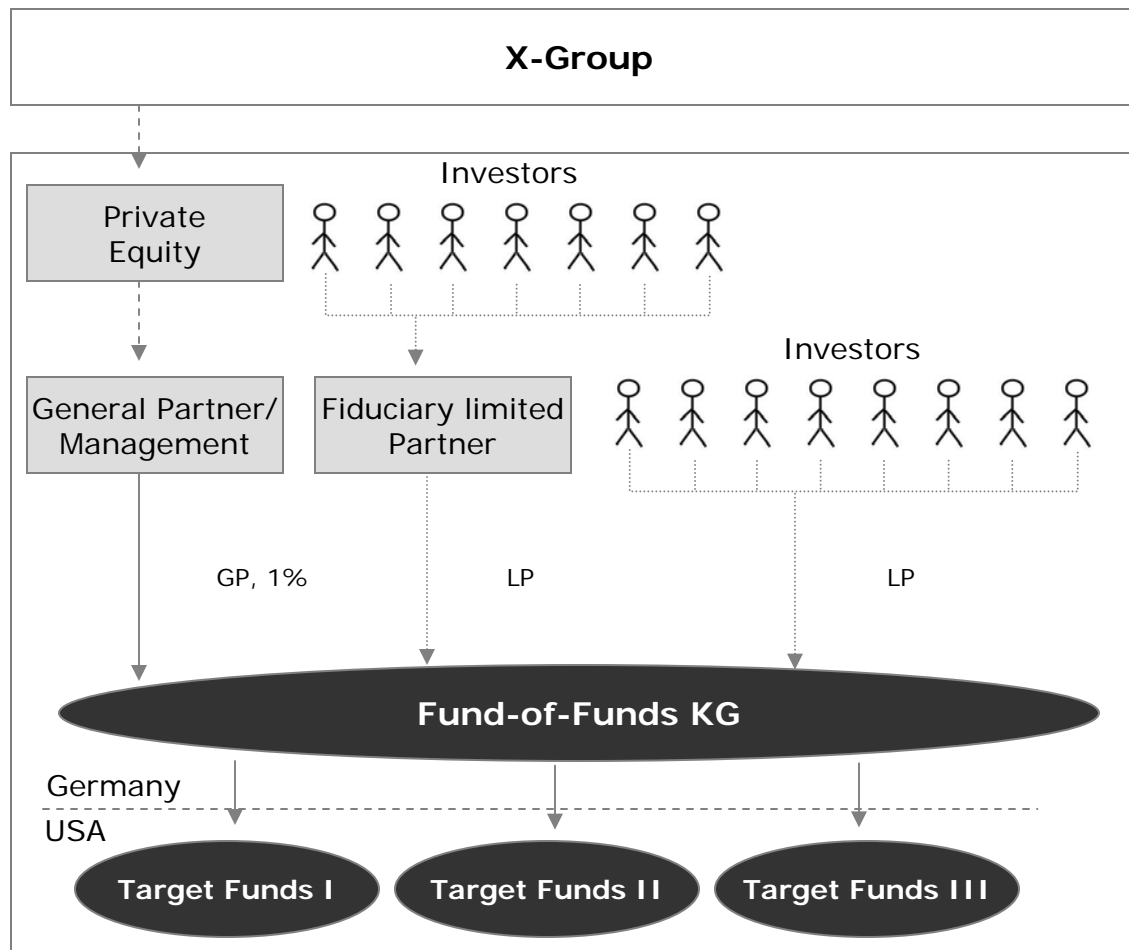 X-Group
Investors
Private
Equity
Investors
General Partner/
Management
Fiduciary limited
Partner
GP, 1%
LP
LP
Fund-of-Funds KG
Germany
USA
Target Funds I
Target Funds II
Target Funds III